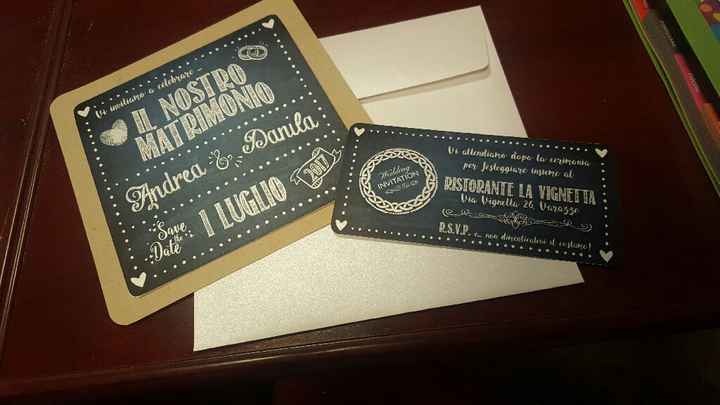 Vi invitiamo a celebrare
IL NOSTRO
MATRIMONIO
Andrea & Danila
Save
the
Date
1 LUGLIO
2017
Wedding
INVITATION
Vi attendiamo dopo la cerimonia
per festeggiare insieme al
RISTORANTE LA VIGNETTA
Via Vignetta 26, Varazze
R.S.V.P. e... non dimenticatevi il costume!